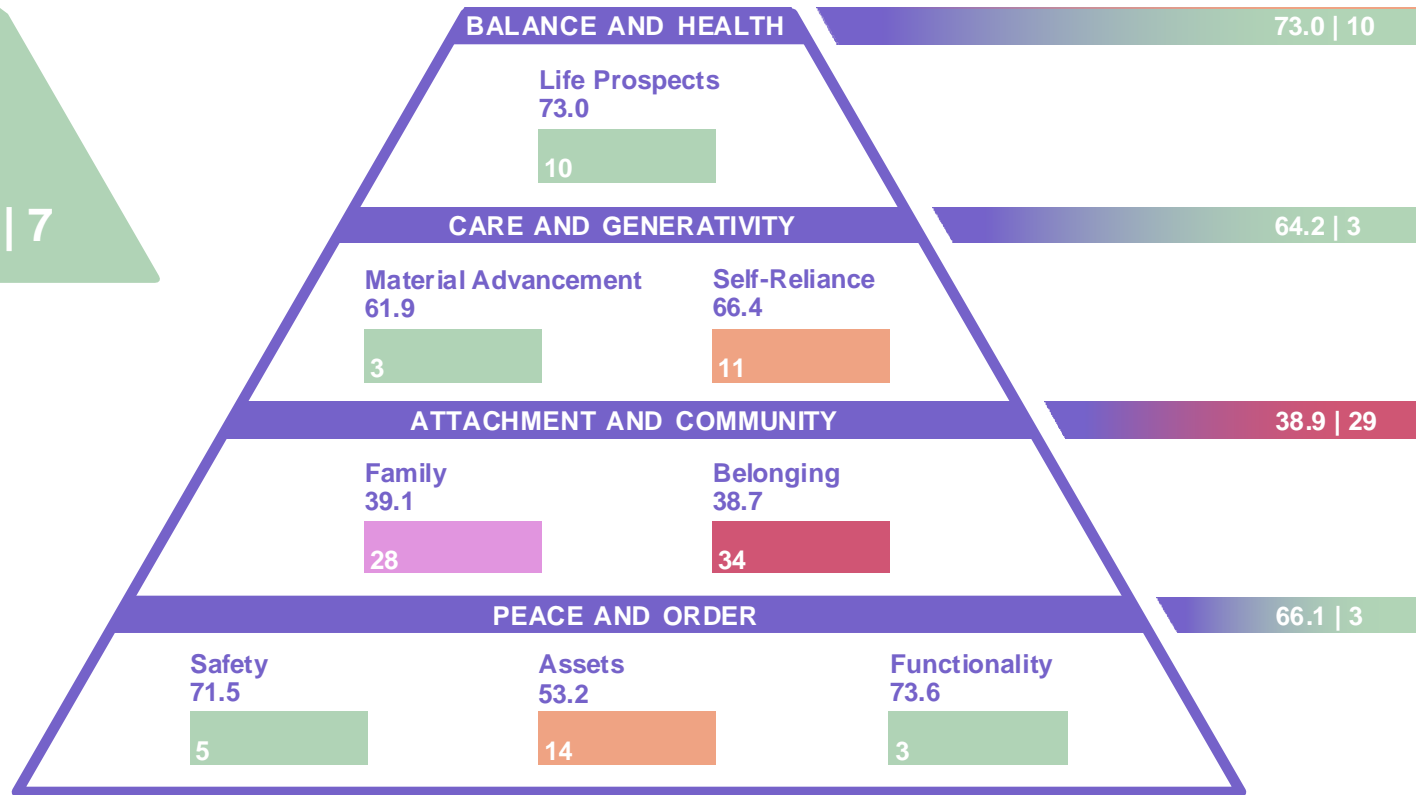 BALANCE AND HEALTH
73.0 | 10
Life Prospects
73.0
10
| 7
CARE AND GENERATIVITY
64.2 | 3
Material Advancement
61.9
3
Self-Reliance
66.4
11
ATTACHMENT AND COMMUNITY
38.9 | 29
Family
39.1
28
Belonging
38.7
34
PEACE AND ORDER
66.1 | 3
Safety
71.5
5
Assets
53.2
14
Functionality
73.6
3